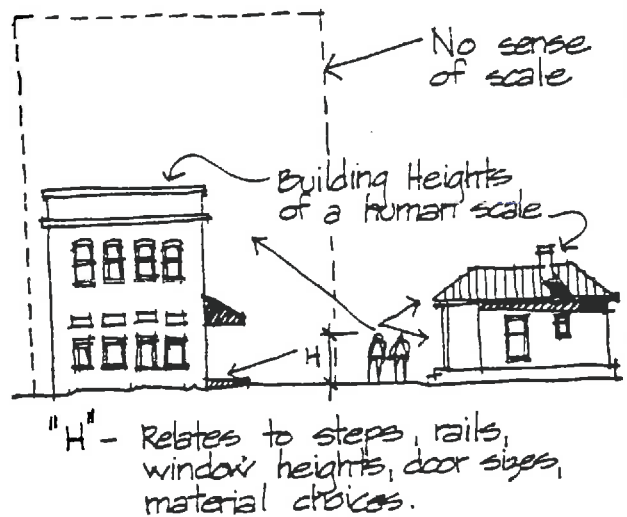 No sense
of scale
Building Heights
of a human scale
H
"H" - Relates to steps, rails,
window heights, door sizes,
material choices.